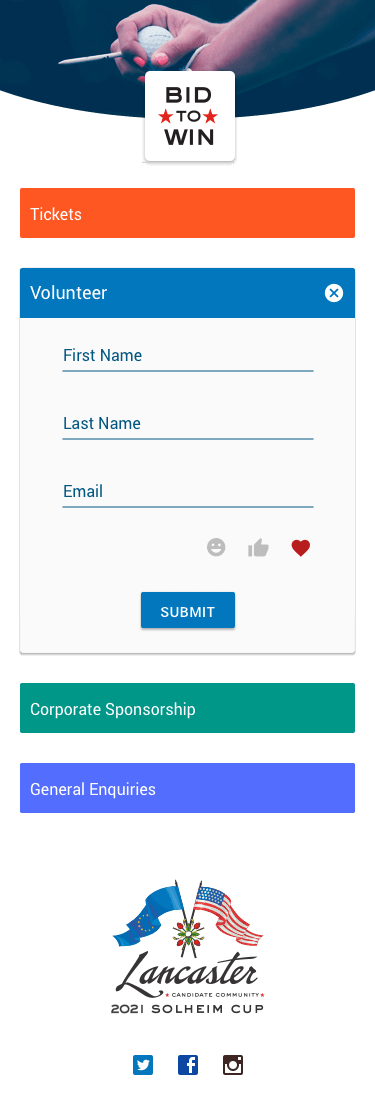 BID
TO
WIN
Tickets
Volunteer
First Name
Last Name
Email
SUBMIT
Corporate Sponsorship
General Enquiries
Lancaster
CANDIDATE COMMUNITY
2021 SOLHEIM CUP